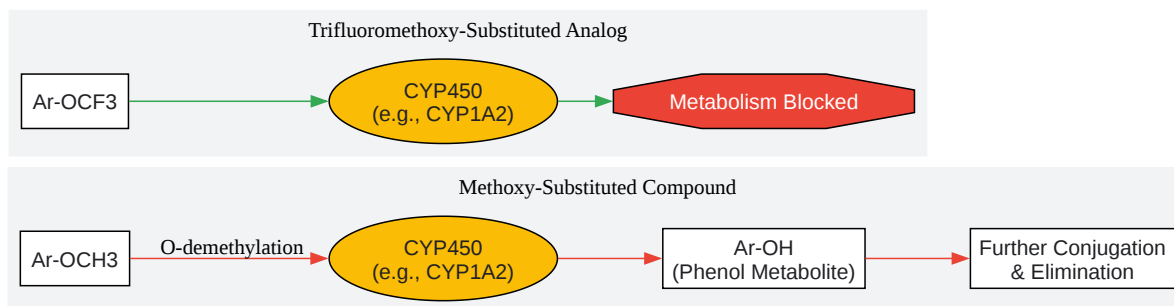 Trifluoromethoxy-Substituted Analog
Ar-OCF3
CYP450
(e.g., CYP1A2)
Metabolism Blocked
Methoxy-Substituted Compound
Ar-OCH3
O-demethylation
CYP450
(e.g., CYP1A2)
Ar-OH
(Phenol Metabolite)
Further Conjugation
& Elimination